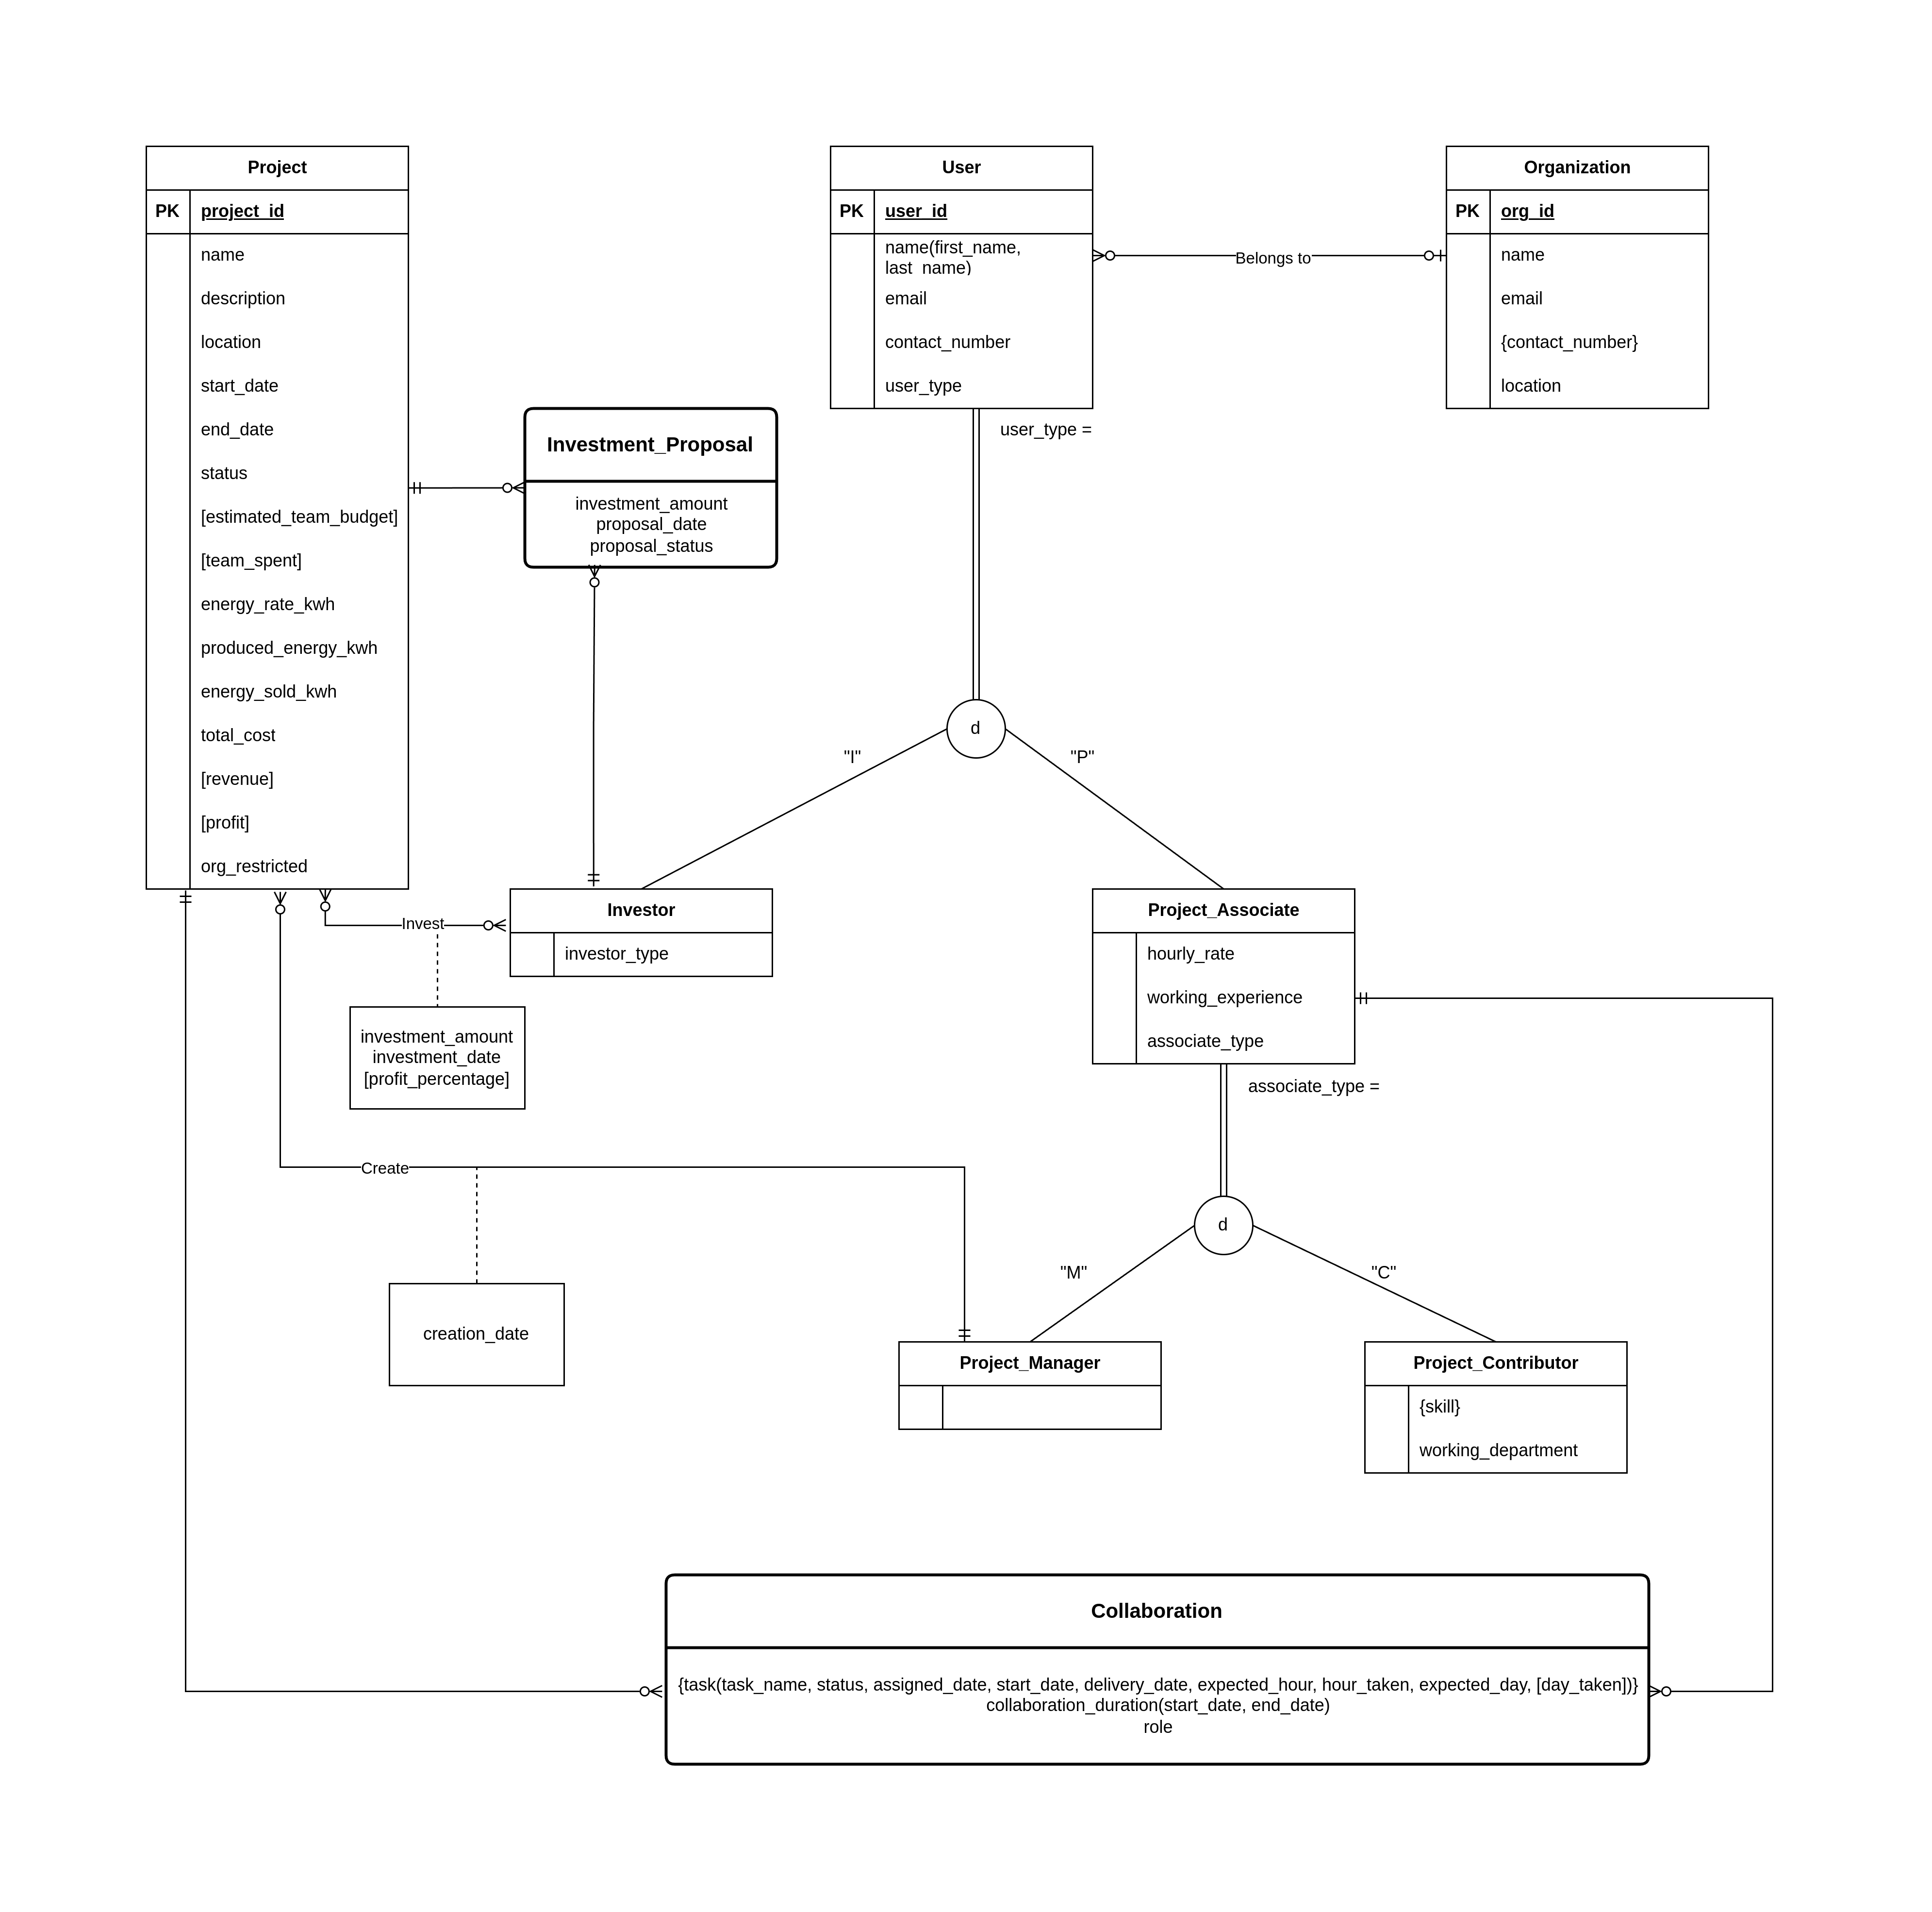 Project
PK project_id
name
description
location
start_date
end_date
status
[estimated_team_budget]
[team_spent]
energy_rate_kwh
produced_energy_kwh
energy_sold_kwh
total_cost
[revenue]
[profit]
org_restricted
Investment_Proposal
investment_amount
proposal_date
proposal_status
User
PK user_id
name(first_name,
last_name)
email
contact_number
user_type
Belongs to
Organization
PK org_id
name
email
{contact_number}
location
user_type =
d
"I"
"P"
Invest
Investor
investor_type
investment_amount
investment_date
[profit_percentage]
Project_Associate
hourly_rate
working_experience
associate_type
associate_type =
d
"M"
"C"
Create
creation_date
Project_Manager
Project_Contributor
{skill}
working_department
Collaboration
{task(task_name, status, assigned_date, start_date, delivery_date, expected_hour, hour_taken, expected_day, [day_taken])}
collaboration_duration(start_date, end_date)
role